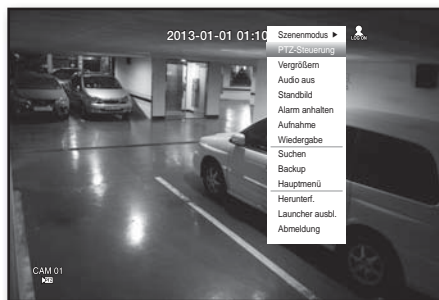 2013-01-01 01:10
LOG ON
Szenenmodus ▶
PTZ-Steuerung
Vergrößern
Audio aus
Standbild
Alarm anhalten
Aufnahme
Wiedergabe
Suchen
Backup
Hauptmenü
Herunterf.
Launcher ausbl.
Abmeldung
CAM 01